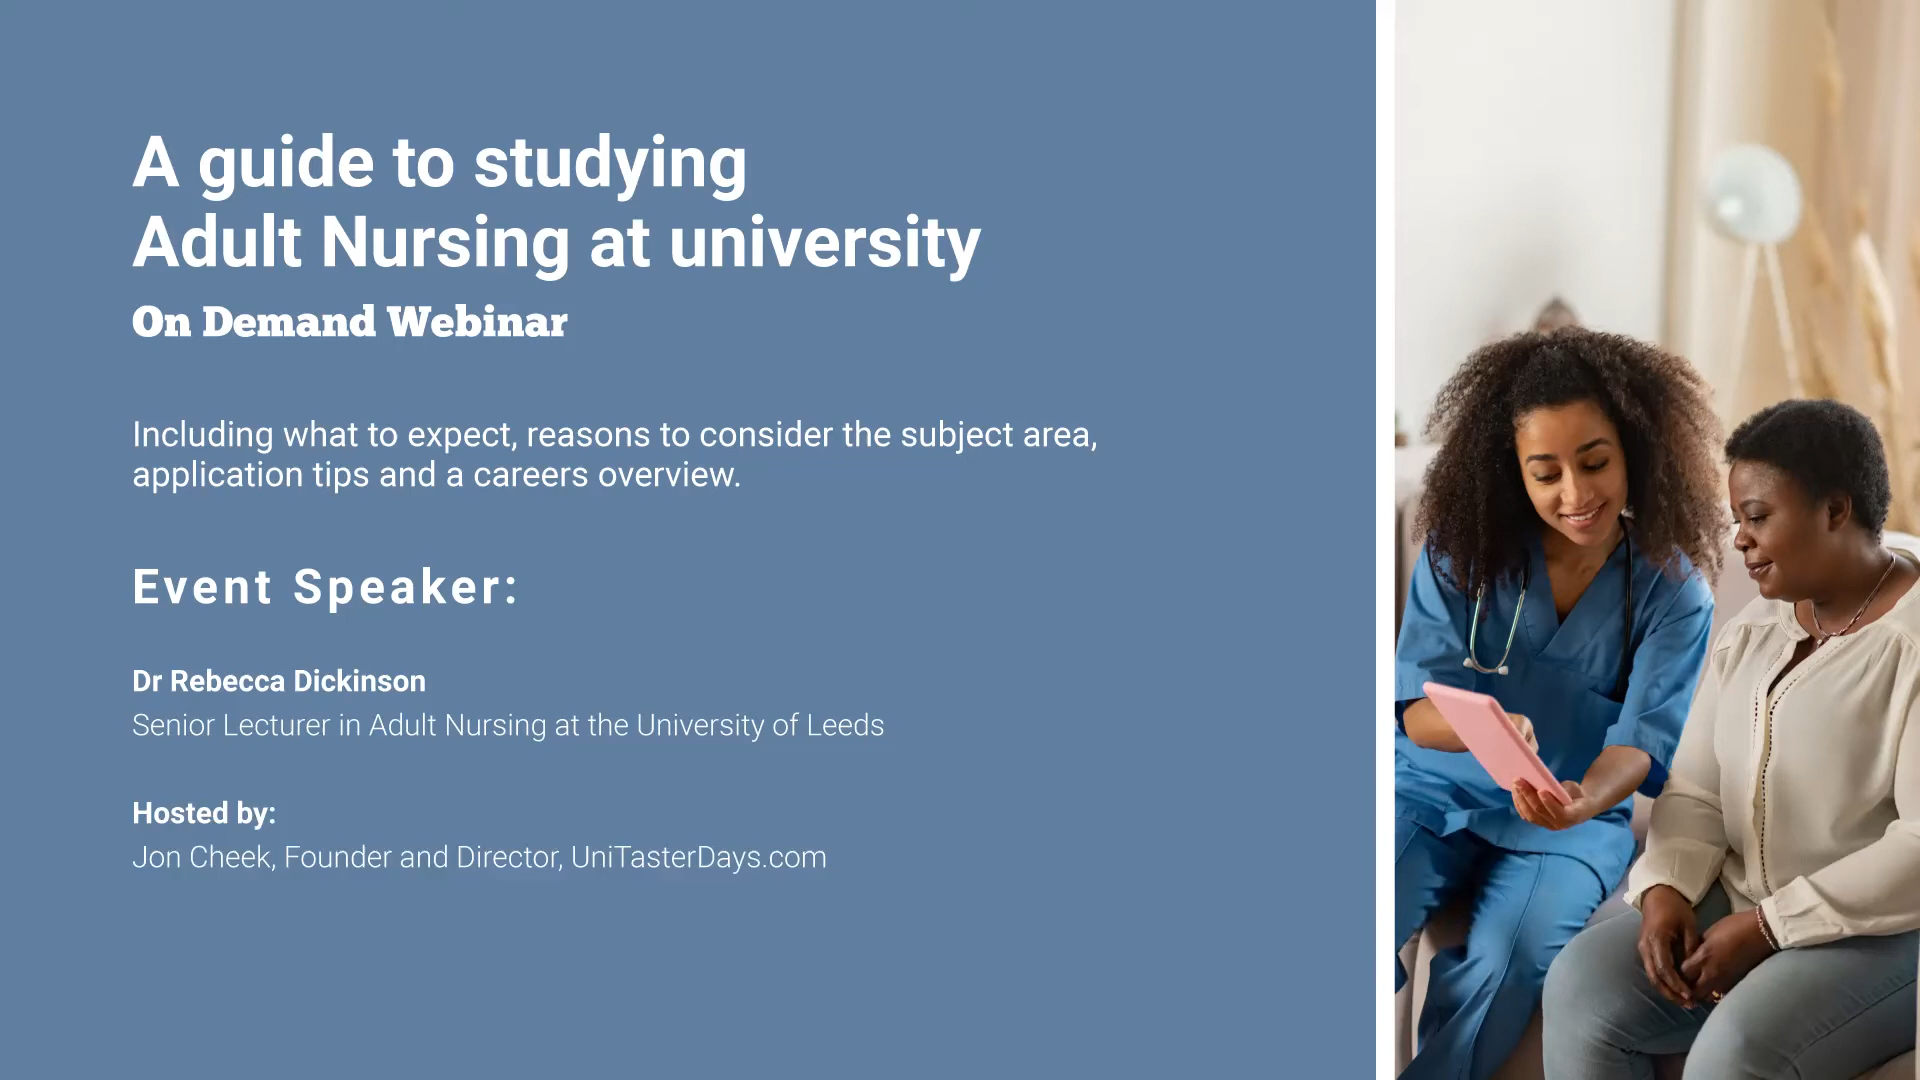 A guide to studying
Adult Nursing at university
On Demand Webinar
Including what to expect, reasons to consider the subject area,
application tips and a careers overview.
Event Speaker:
Dr Rebecca Dickinson
Senior Lecturer in Adult Nursing at the University of Leeds
Hosted by:
Jon Cheek, Founder and Director, UniTasterDays.com